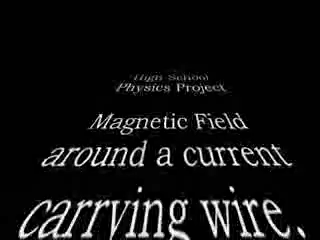 High School
Physics Project
Magnetic Field
around a current
carrying wire.